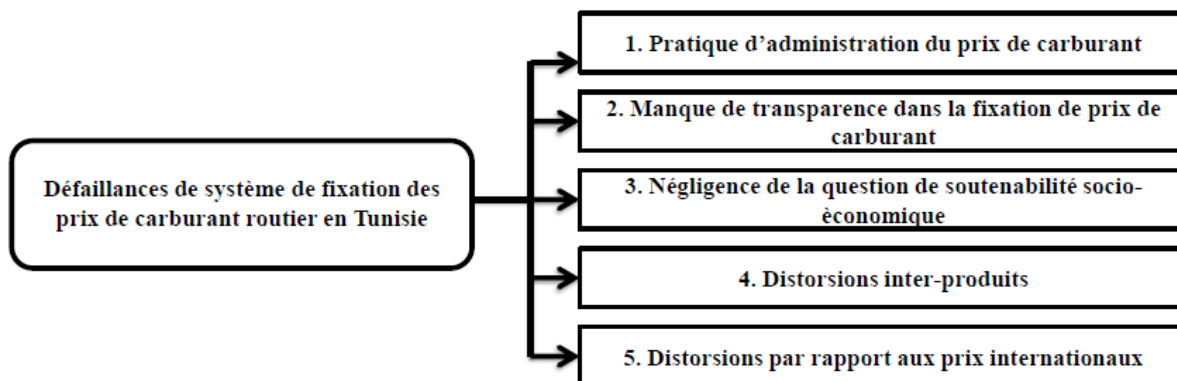 Défaillances de système de fixation des
prix de carburant routier en Tunisie
1. Pratique d’administration du prix de carburant
2. Manque de transparence dans la fixation de prix de
carburant
3. Négligence de la question de soutenabilité socio-
èconomique
4. Distorsions inter-produits
5. Distorsions par rapport aux prix internationaux